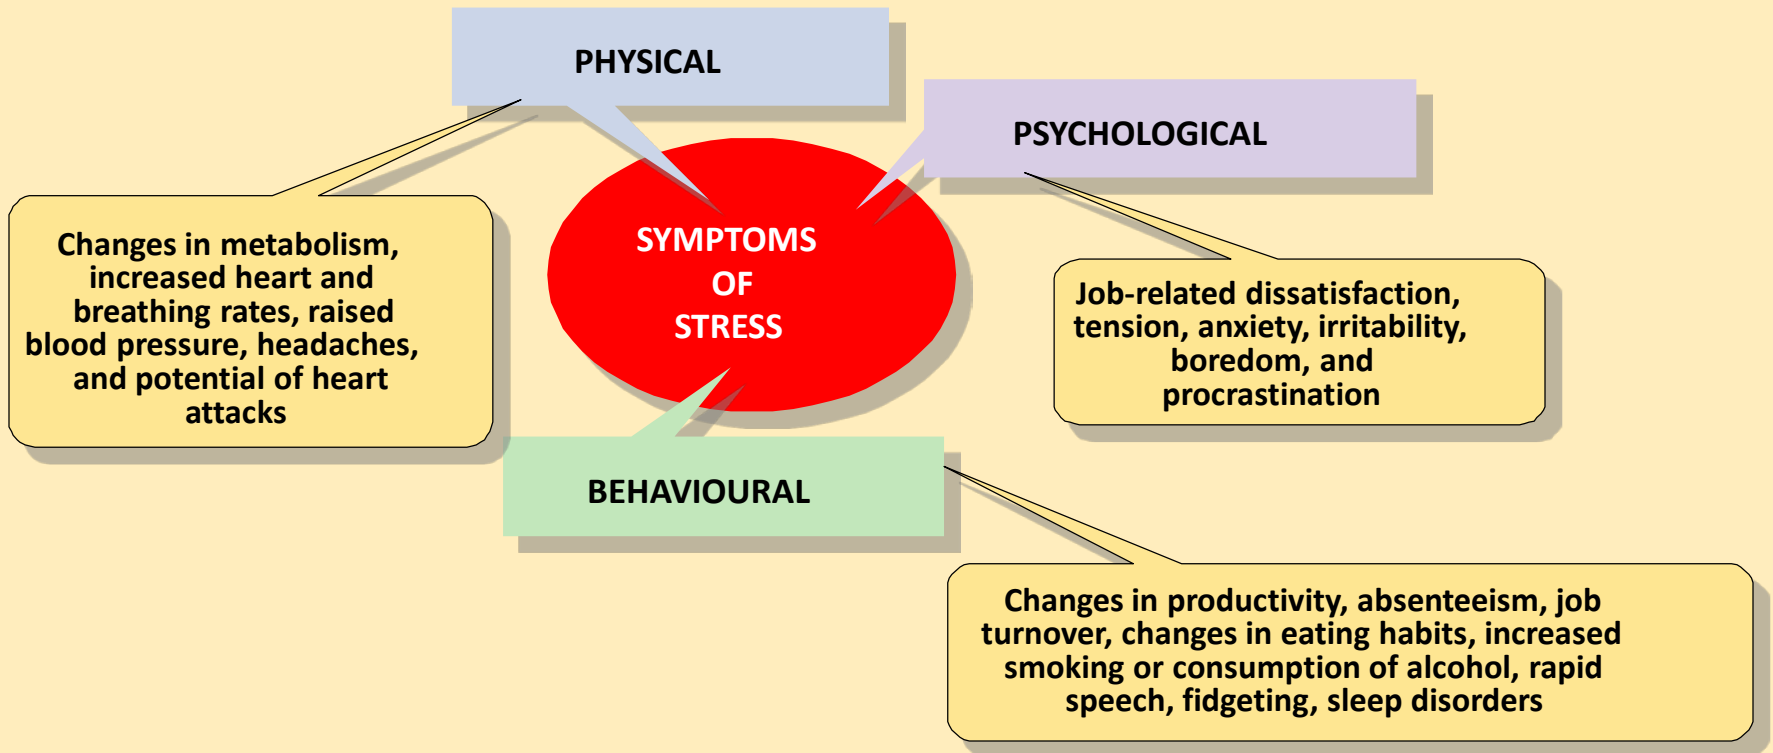 PHYSICAL
PSYCHOLOGICAL
Changes in metabolism,
increased heart and
breathing rates, raised
blood pressure, headaches,
and potential of heart
attacks
SYMPTOMS
OF
STRESS
Job-related dissatisfaction,
tension, anxiety, irritability,
boredom, and
procrastination
BEHAVIOURAL
Changes in productivity, absenteeism, job
turnover, changes in eating habits, increased
smoking or consumption of alcohol, rapid
speech, fidgeting, sleep disorders